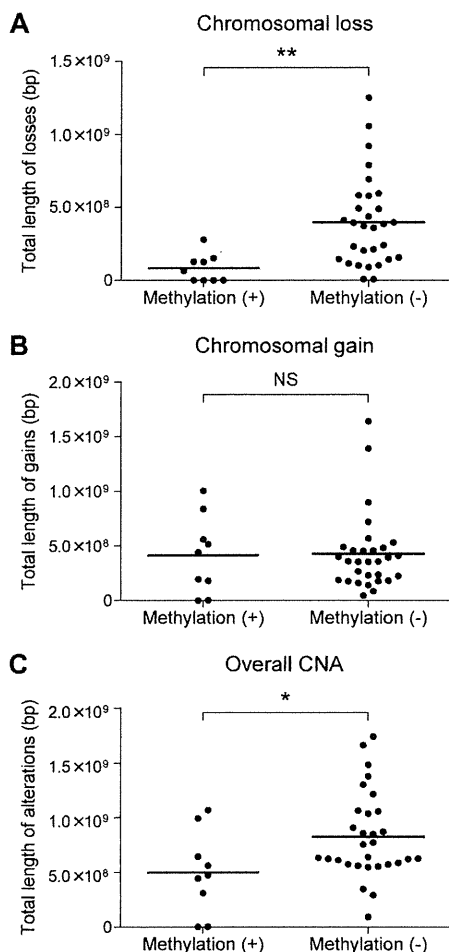 A
Chromosomal loss
**
Total length of losses (bp)
1.5×10⁹
1.0×10⁹
5.0×10⁸
0
Methylation (+)
Methylation (-)
B
Chromosomal gain
NS
Total length of gains (bp)
2.0×10⁹
1.5×10⁹
1.0×10⁹
5.0×10⁸
0
Methylation (+)
Methylation (-)
C
Overall CNA
*
Total length of alterations (bp)
2.0×10⁹
1.5×10⁹
1.0×10⁹
5.0×10⁸
0
Methylation (+)
Methylation (-)